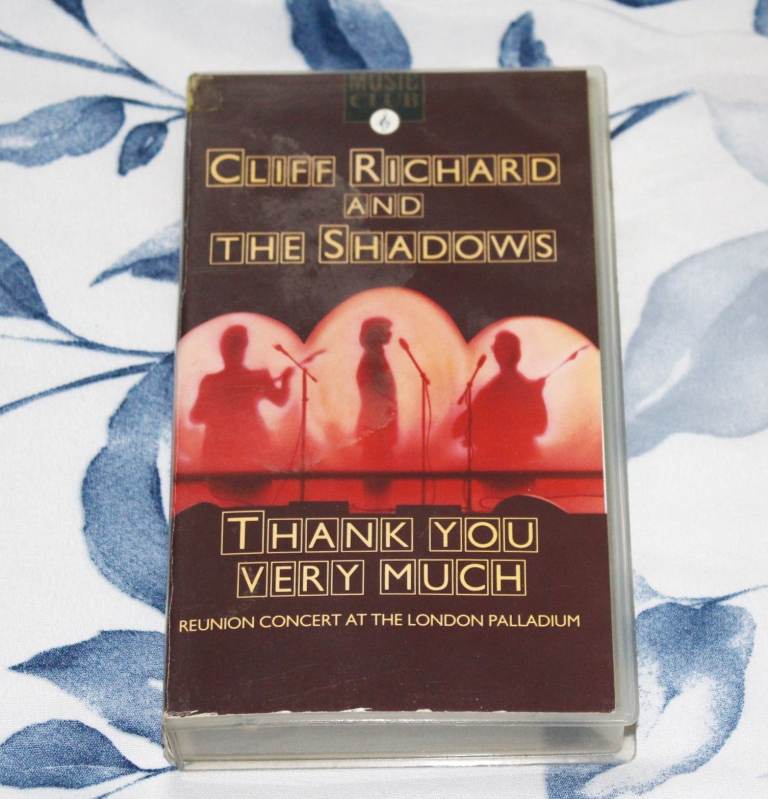 MUSIC
CLUB
CLIFF RICHARD
AND
THE SHADOWS
THANK YOU
VERY MUCH
REUNION CONCERT AT THE LONDON PALLADIUM